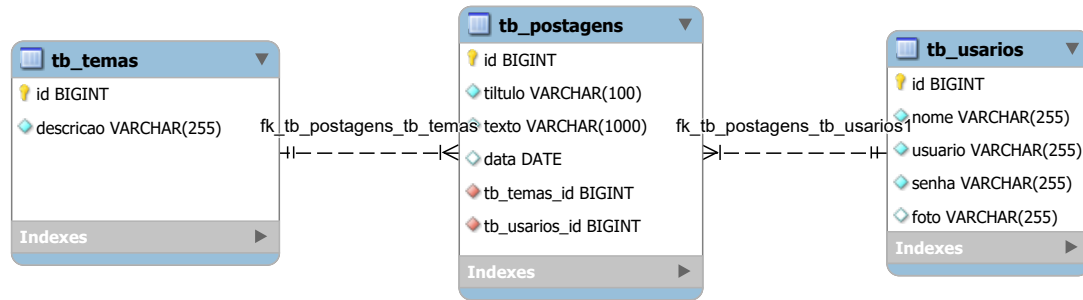 tb_temas
id BIGINT
descricao VARCHAR(255)
Indexes
fk_tb_postagens_tb_temas
tb_postagens
id BIGINT
tiltulo VARCHAR(100)
texto VARCHAR(1000)
data DATE
tb_temas_id BIGINT
tb_usarios_id BIGINT
Indexes
fk_tb_postagens_tb_usarios1
tb_usarios
id BIGINT
nome VARCHAR(255)
usuario VARCHAR(255)
senha VARCHAR(255)
foto VARCHAR(255)
Indexes